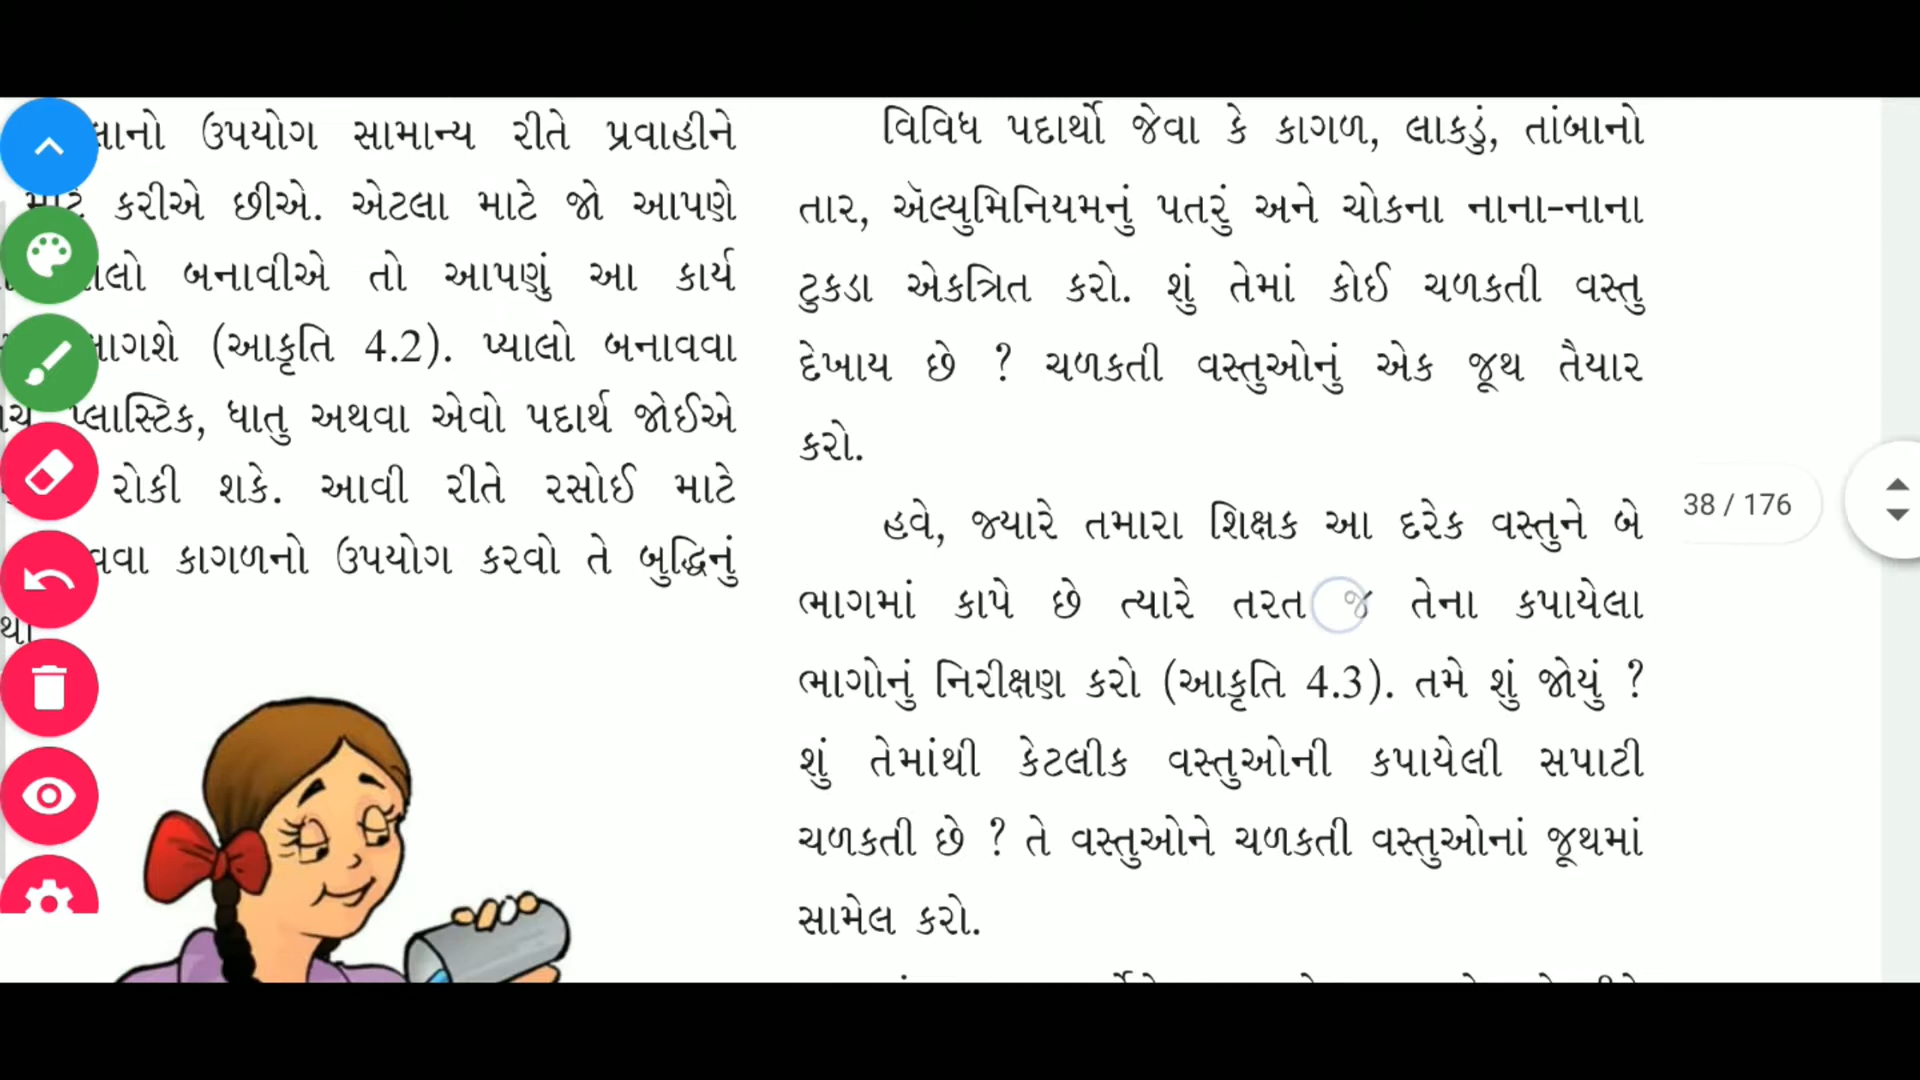 ઉપયોગ સામાન્ય રીતે પ્રવાહીને
માટે કરીએ છીએ. એટલા માટે જો આપણે
બનાવીએ તો આપણું આ કાર્ય
(આકૃતિ 4.2). પ્યાલો બનાવવા
પ્લાસ્ટિક, ધાતુ અથવા એવો પદાર્થ જોઈએ
રોકી શકે. આવી રીતે રસોઈ માટે
કાગળનો ઉપયોગ કરવો તે બુદ્ધિનું
વિવિધ પદાર્થો જેવા કે કાગળ, લાકડું, તાંબાનો
તાર, ઍલ્યુમિનિયમનું પતરું અને ચોકના નાના-નાના
ટુકડા એકત્રિત કરો. શું તેમાં કોઈ ચળકતી વસ્તુ
દેખાય છે ? ચળકતી વસ્તુઓનું એક જૂથ તૈયાર
કરો.
હવે, જ્યારે તમારા શિક્ષક આ દરેક વસ્તુને બે
ભાગમાં કાપે છે ત્યારે તરત જ તેના કપાયેલા
ભાગોનું નિરીક્ષણ કરો (આકૃતિ 4.3). તમે શું જોયું ?
શું તેમાંથી કેટલીક વસ્તુઓની કપાયેલી સપાટી
ચળકતી છે ? તે વસ્તુઓને ચળકતી વસ્તુઓનાં જૂથમાં
સામેલ કરો.
38 / 176